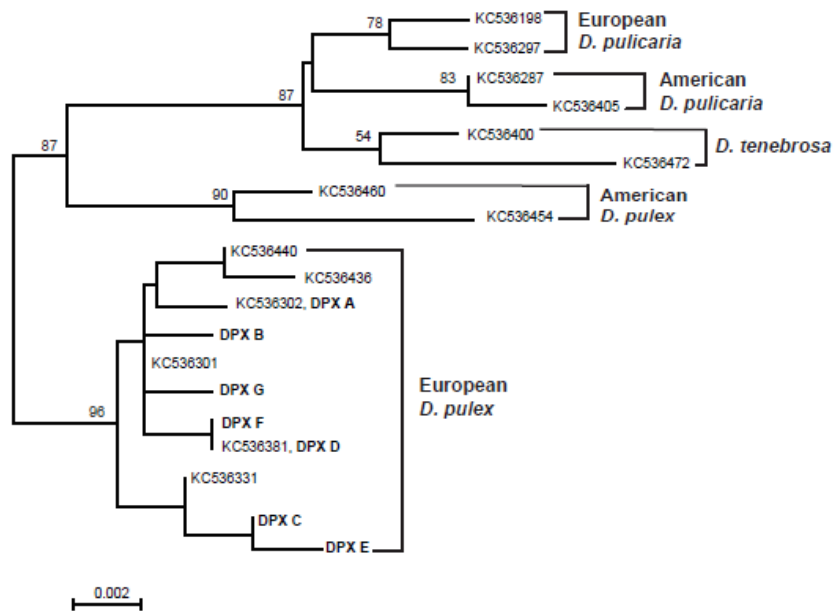 78
KC536198
European
KC536297
D. pulicaria
83
KC536287
American
KC536405
D. pulicaria
87
54
KC536400
D. tenebrosa
KC536472
87
90
KC536460
American
D. pulex
KC536454
KC536440
KC536436
KC536302, DPX A
DPX B
KC536301
DPX G
European
D. pulex
96
DPX F
KC536381, DPX D
KC536331
DPX C
DPX E
0.002